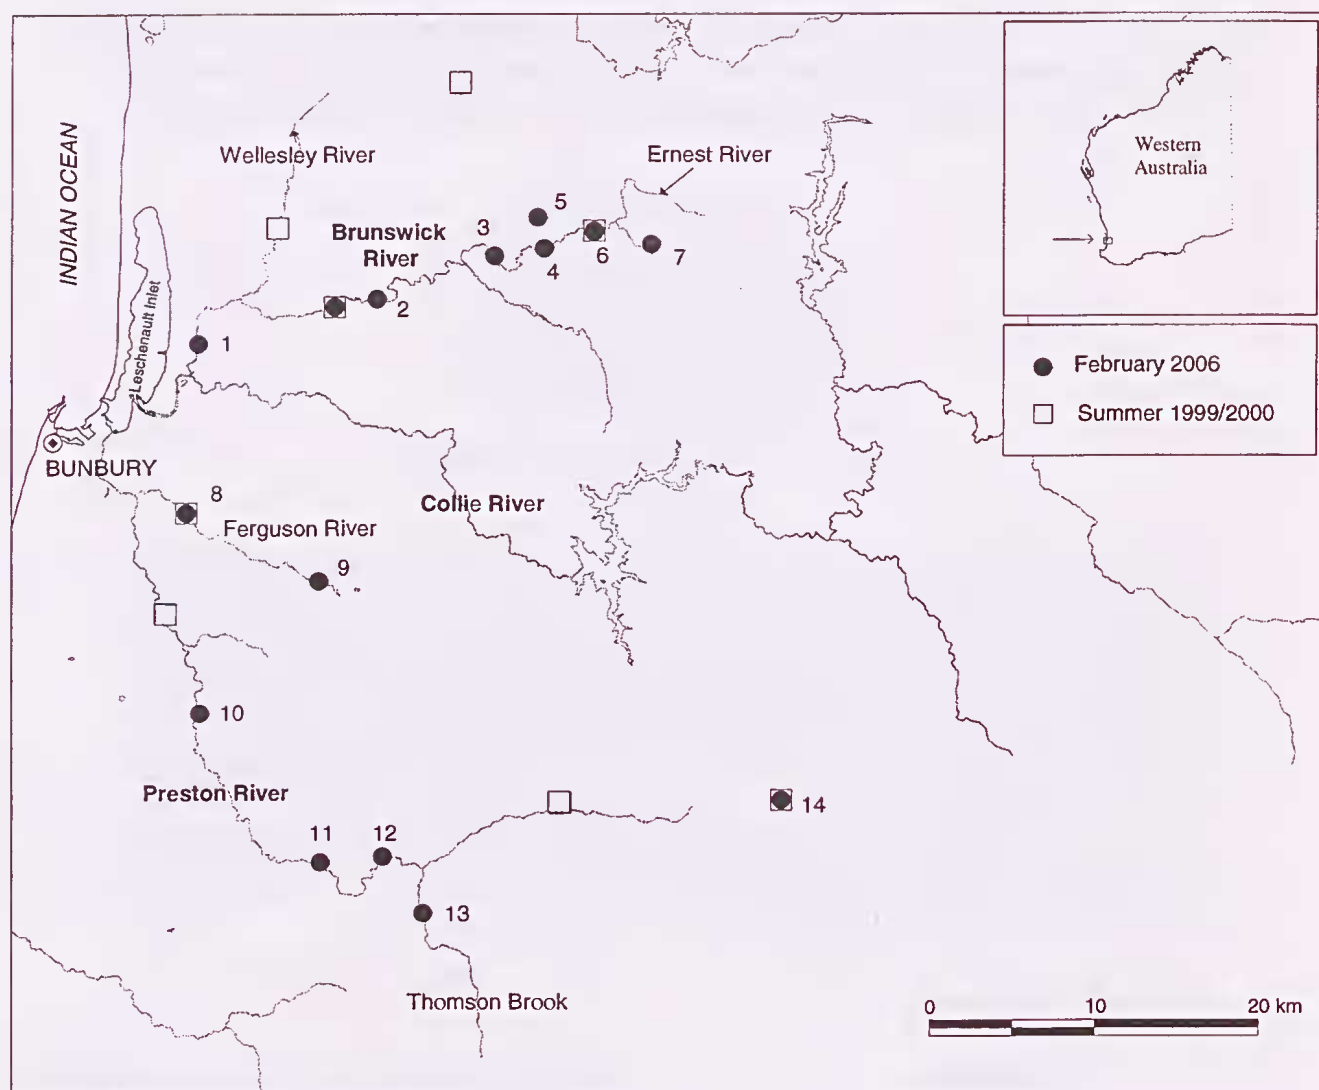 INDIAN OCEAN
Wellesley River
Ernest River
Western
Australia
Brunswick
River
Leschenault Inlet
1
2
3
4
5
6
7
February 2006
Summer 1999/2000
BUNBURY
8
Ferguson River
9
Collie River
10
Preston River
11
12
13
14
Thomson Brook
0
10
20 km